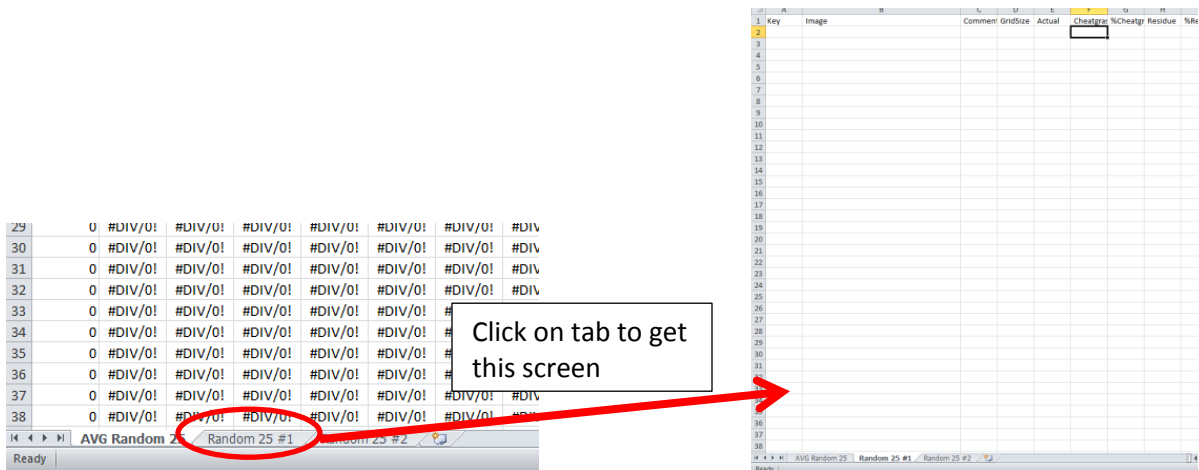 29 0 #DIV/0! #DIV/0! #DIV/0! #DIV/0! #DIV/0! #DIV/0! #DIV
30 0 #DIV/0! #DIV/0! #DIV/0! #DIV/0! #DIV/0! #DIV/0! #DIV
31 0 #DIV/0! #DIV/0! #DIV/0! #DIV/0! #DIV/0! #DIV/0! #DIV
32 0 #DIV/0! #DIV/0! #DIV/0! #DIV/0! #DIV/0! #DIV/0! #DIV
33 0 #DIV/0! #DIV/0! #DIV/0! #DIV/0! #
34 0 #DIV/0! #DIV/0! #DIV/0! #DIV/0! #
35 0 #DIV/0! #DIV/0! #DIV/0! #DIV/0! #
36 0 #DIV/0! #DIV/0! #DIV/0! #DIV/0! #
37 0 #DIV/0! #DIV/0! #DIV/0! #DIV/0! #DIV/0! #DIV/0! #DIV
38 0 #DIV/0! #DIV/0! #DIV/0! #DIV/0!
AVG Random 25 Random 25 #1 Random 25 #2
Ready
Click on tab to get
this screen
A B C D E F G H
1 Key Image Comment GridSize Actual Cheatgras %Cheatgr Residue %Re
2
3
4
5
6
7
8
9
10
11
12
13
14
15
16
17
18
19
20
21
22
23
24
25
26
27
28
29
30
31
34
35
36
37
38
AVG Random 25 Random 25 #1 Random 25 #2
Ready